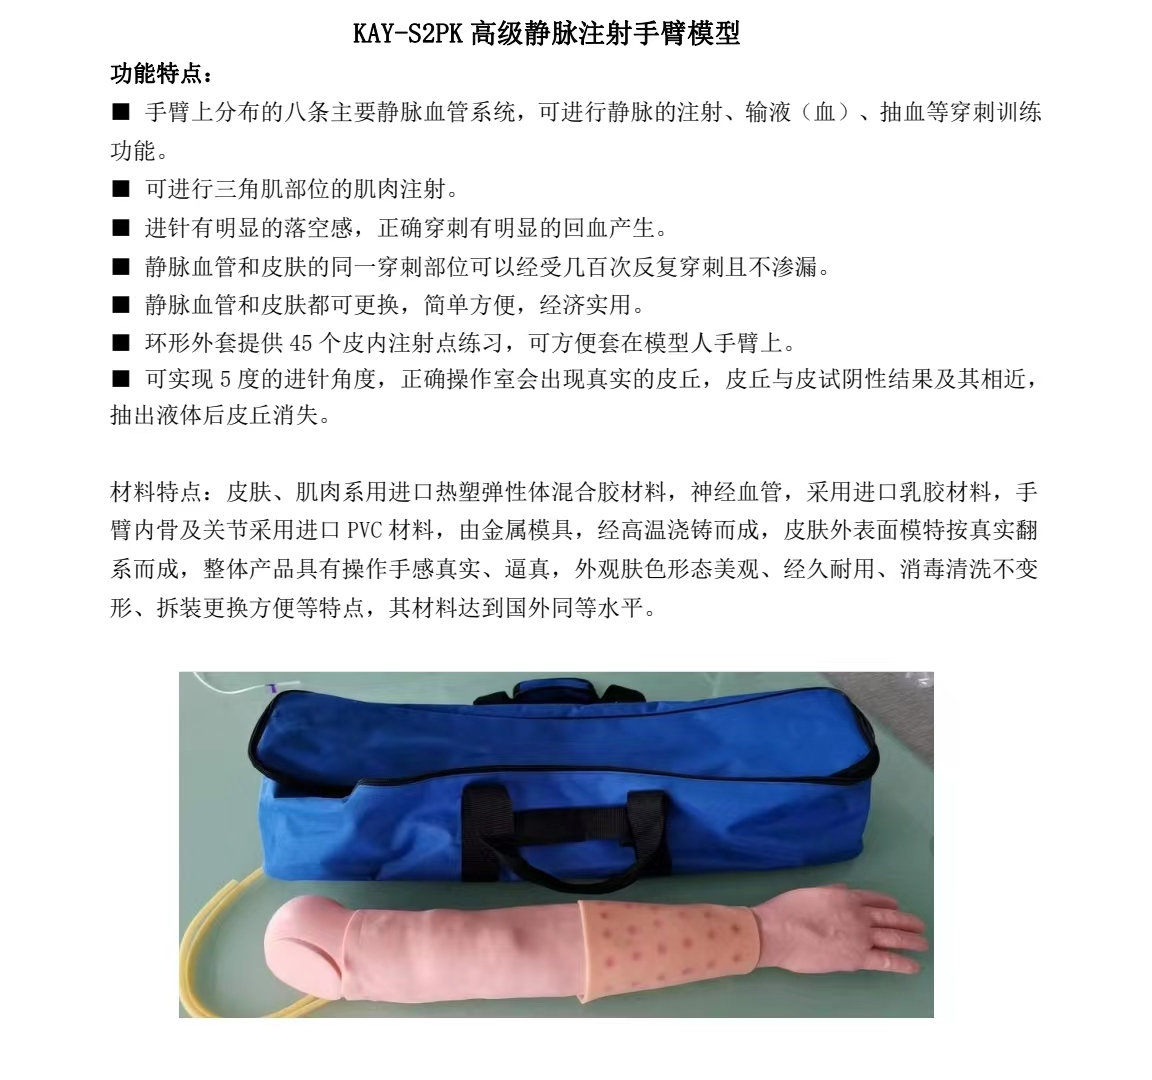 KAY-S2PK 高级静脉注射手臂模型
功能特点：
■ 手臂上分布的八条主要静脉血管系统，可进行静脉的注射、输液（血）、抽血等穿刺训练
功能。
■ 可进行三角肌部位的肌肉注射。
■ 进针有明显的落空感，正确穿刺有明显的回血产生。
■ 静脉血管和皮肤的同一穿刺部位可以经受几百次反复穿刺且不渗漏。
■ 静脉血管和皮肤都可更换，简单方便，经济实用。
■ 环形外套提供 45 个皮内注射点练习，可方便套在模型人手臂上。
■ 可实现 5 度的进针角度，正确操作室会出现真实的皮丘，皮丘与皮试阴性结果及其相近，
抽出液体后皮丘消失。
材料特点：皮肤、肌肉系用进口热塑弹性体混合胶材料，神经血管，采用进口乳胶材料，手
臂内骨及关节采用进口 PVC 材料，由金属模具，经高温浇铸而成，皮肤外表面模特按真实翻
系而成，整体产品具有操作手感真实、逼真，外观肤色形态美观、经久耐用、消毒清洗不变
形、拆装更换方便等特点，其材料达到国外同等水平。